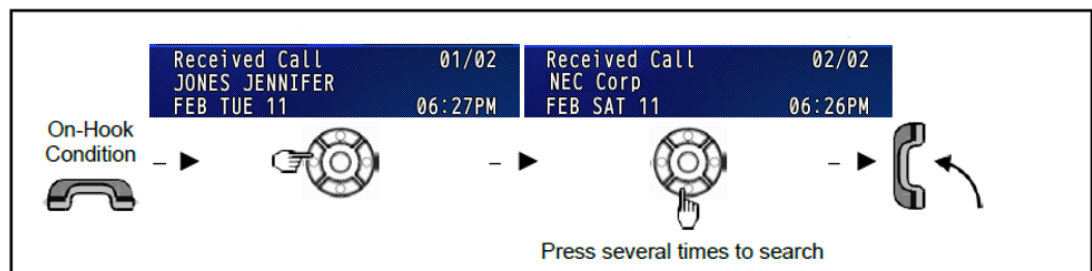 Received Call 01/02
JONES JENNIFER
FEB TUE 11 06:27PM
Received Call 02/02
NEC Corp
FEB SAT 11 06:26PM
On-Hook
Condition
Press several times to search